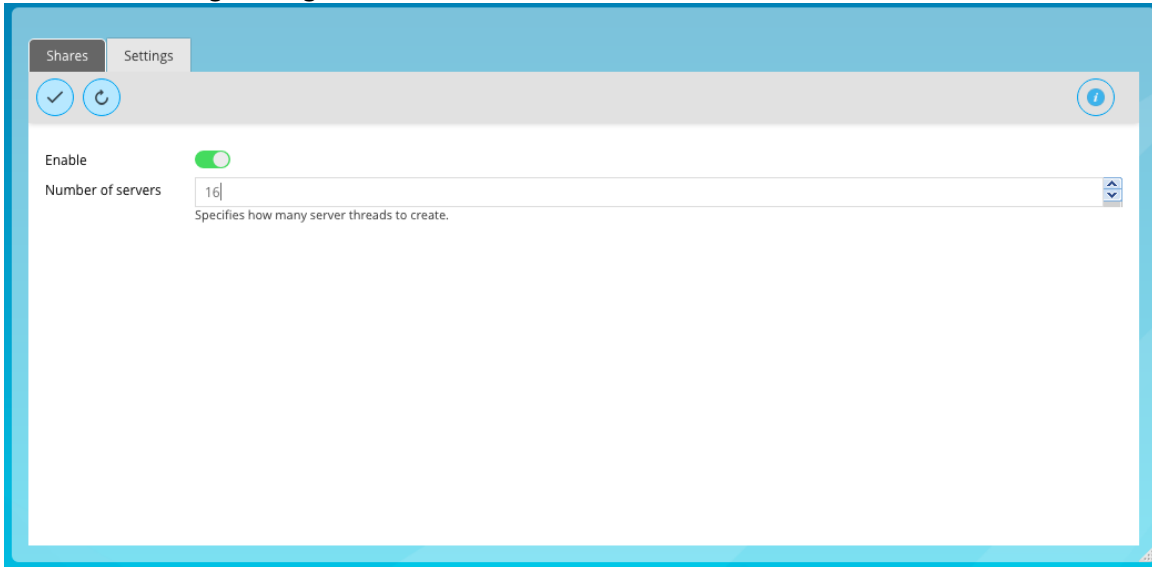 Shares Settings
Enable
Number of servers 16
Specifies how many server threads to create.